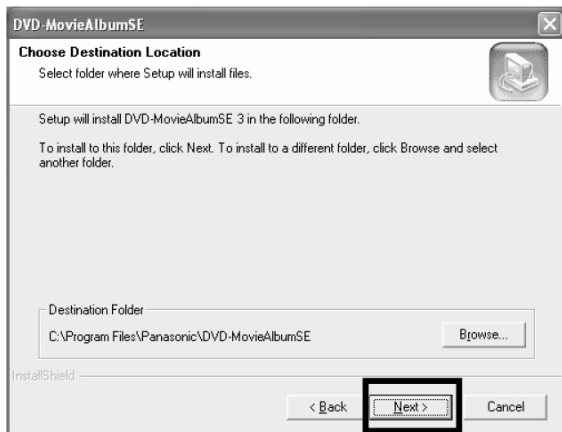 DVD-MovieAlbumSE
Choose Destination Location
Select folder where Setup will install files.
Setup will install DVD-MovieAlbumSE 3 in the following folder.
To install to this folder, click Next. To install to a different folder, click Browse and select
another folder.
Destination Folder
C:\Program Files\Panasonic\DVD-MovieAlbumSE
Browse...
InstallShield
< Back
Next >
Cancel